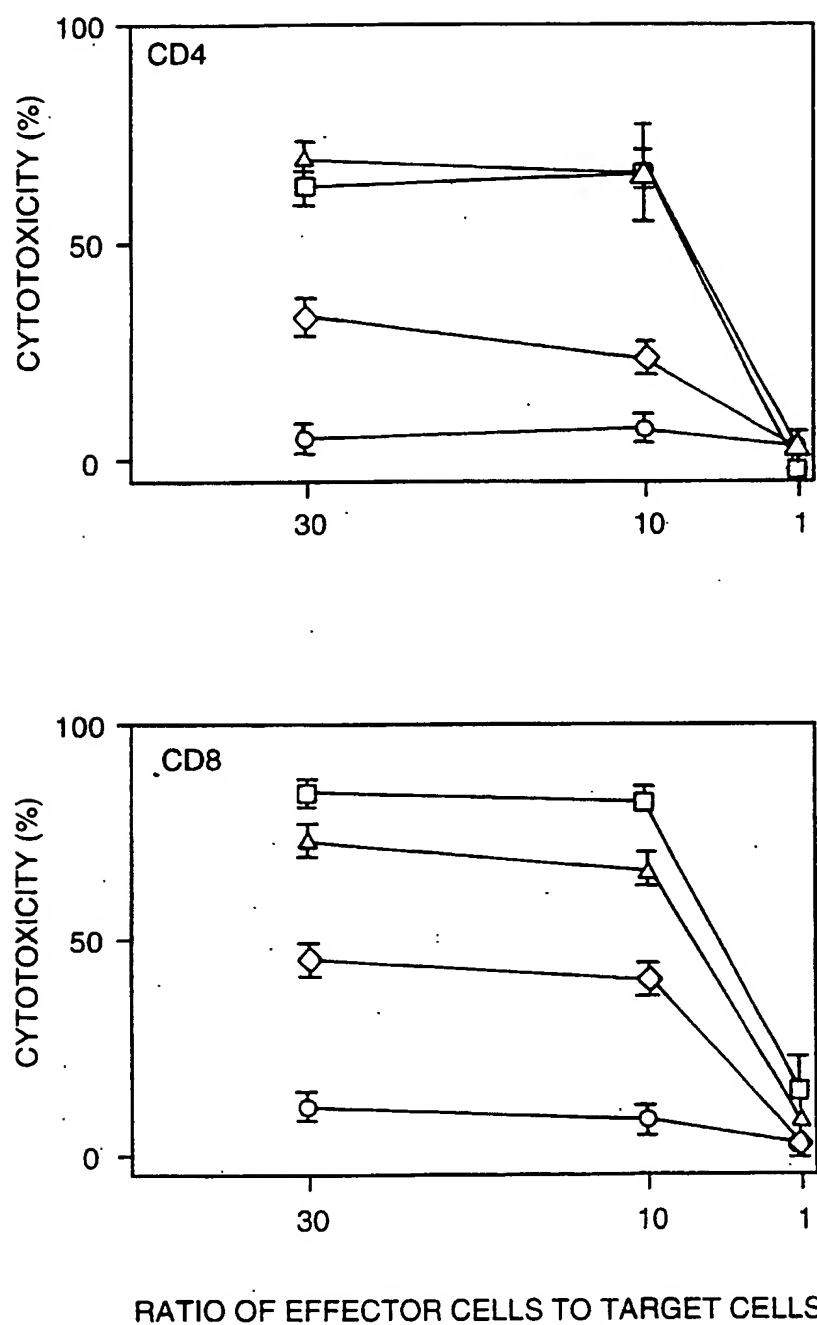 100
CD4
CYTOTOXICITY (%)
50
0
30 10 1
100
CD8
CYTOTOXICITY (%)
50
0
30 10 1
RATIO OF EFFECTOR CELLS TO TARGET CELLS